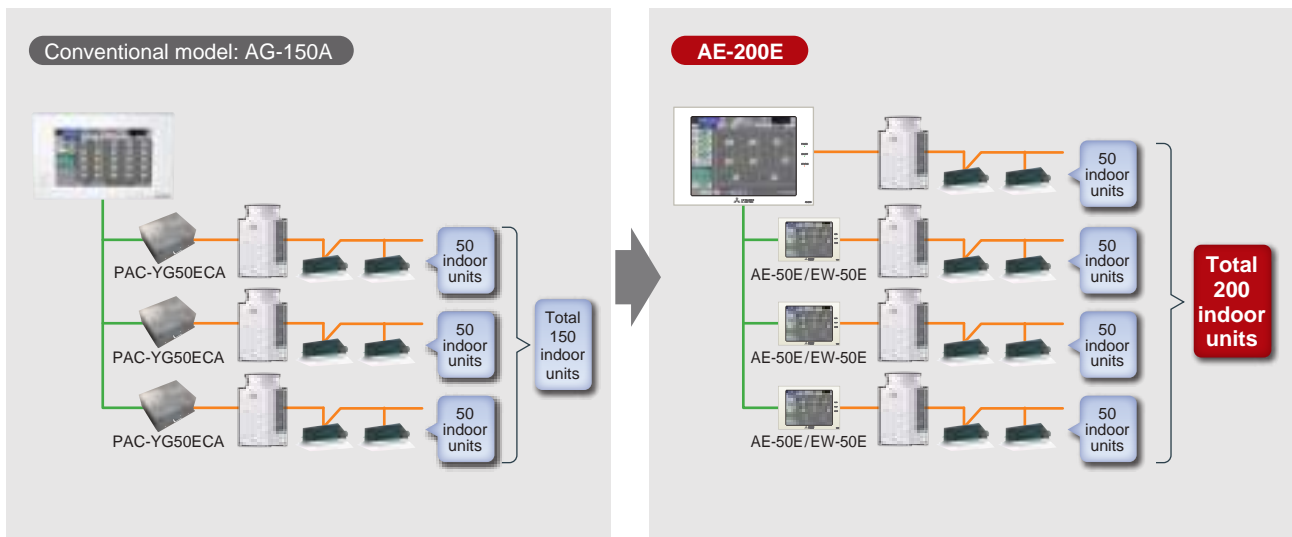 Conventional model: AG-150A
PAC-YG50ECA
50
indoor
units
PAC-YG50ECA
50
indoor
units
PAC-YG50ECA
50
indoor
units
Total
150
indoor
units
AE-200E
50
indoor
units
AE-50E/EW-50E
50
indoor
units
AE-50E/EW-50E
50
indoor
units
AE-50E/EW-50E
50
indoor
units
Total
200
indoor
units